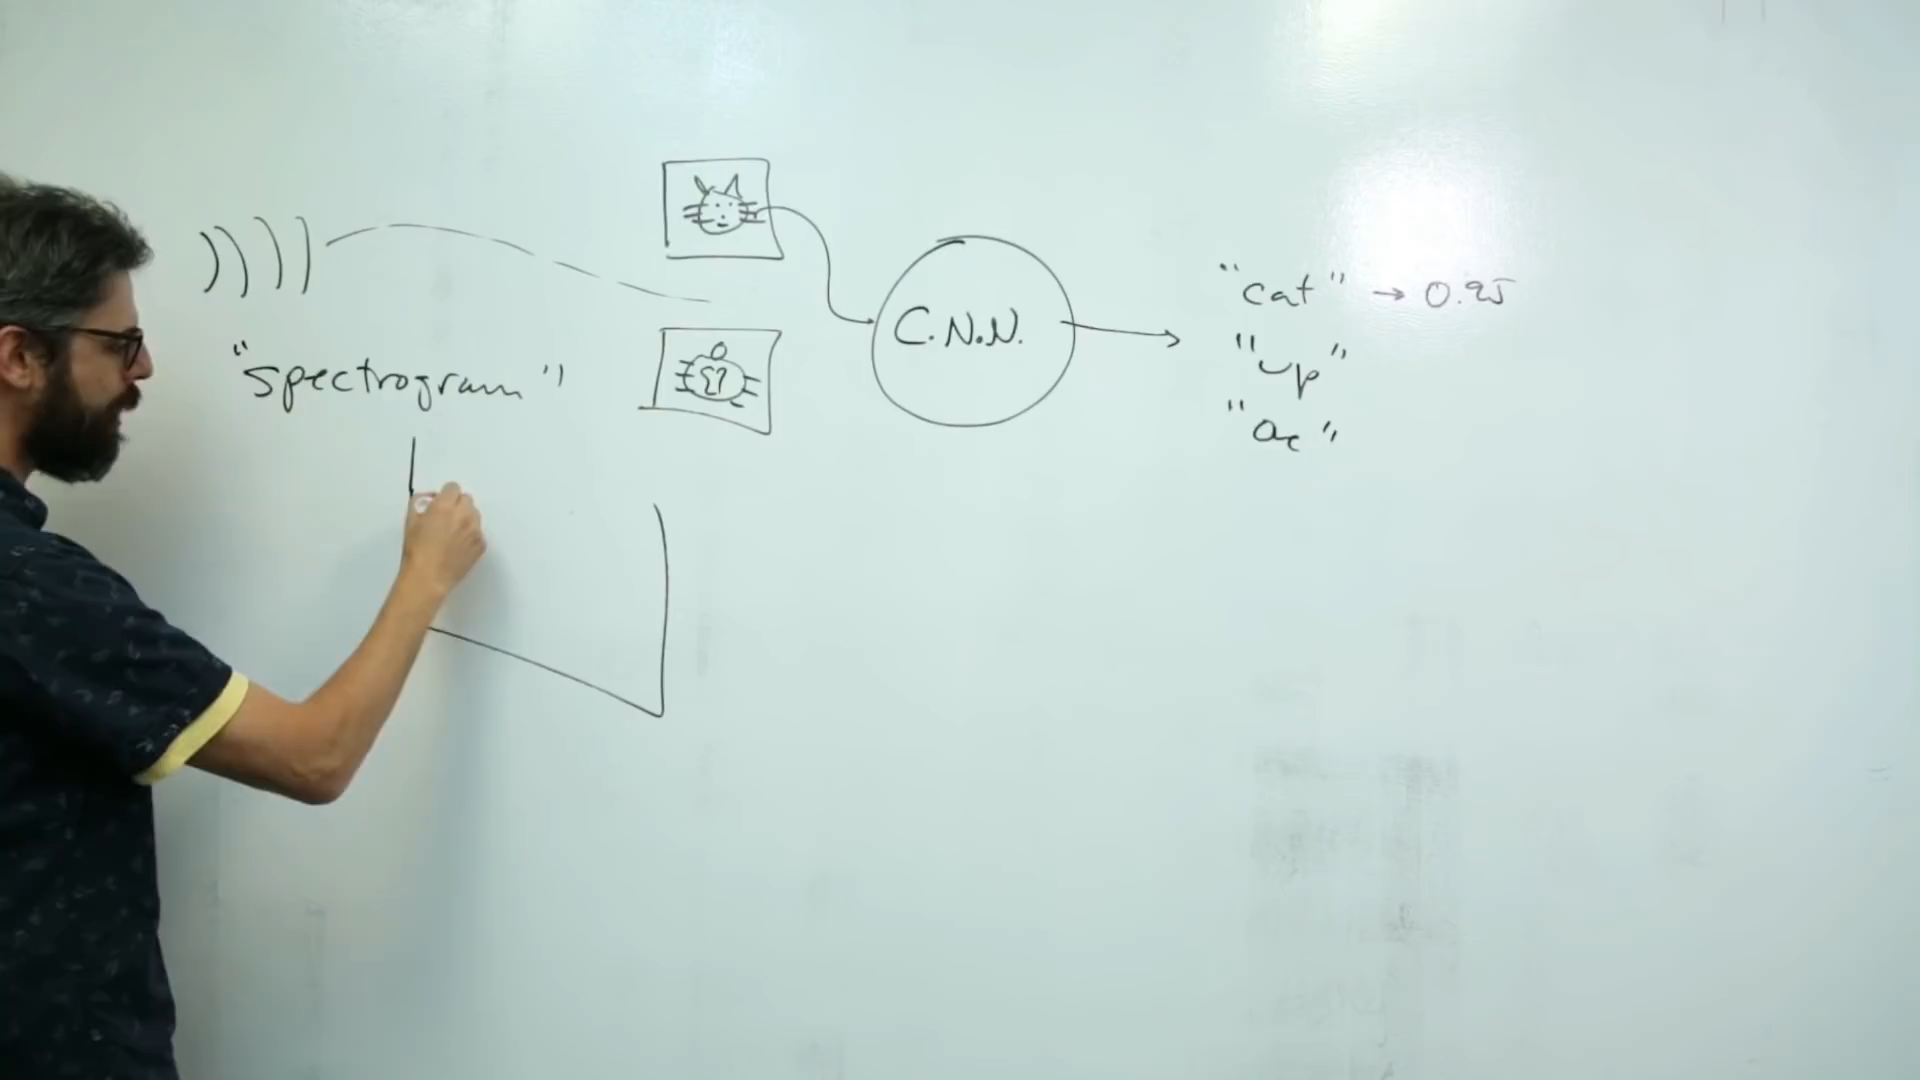 "spectrogram"
C.N.N.
"cat" → 0.95
"up"